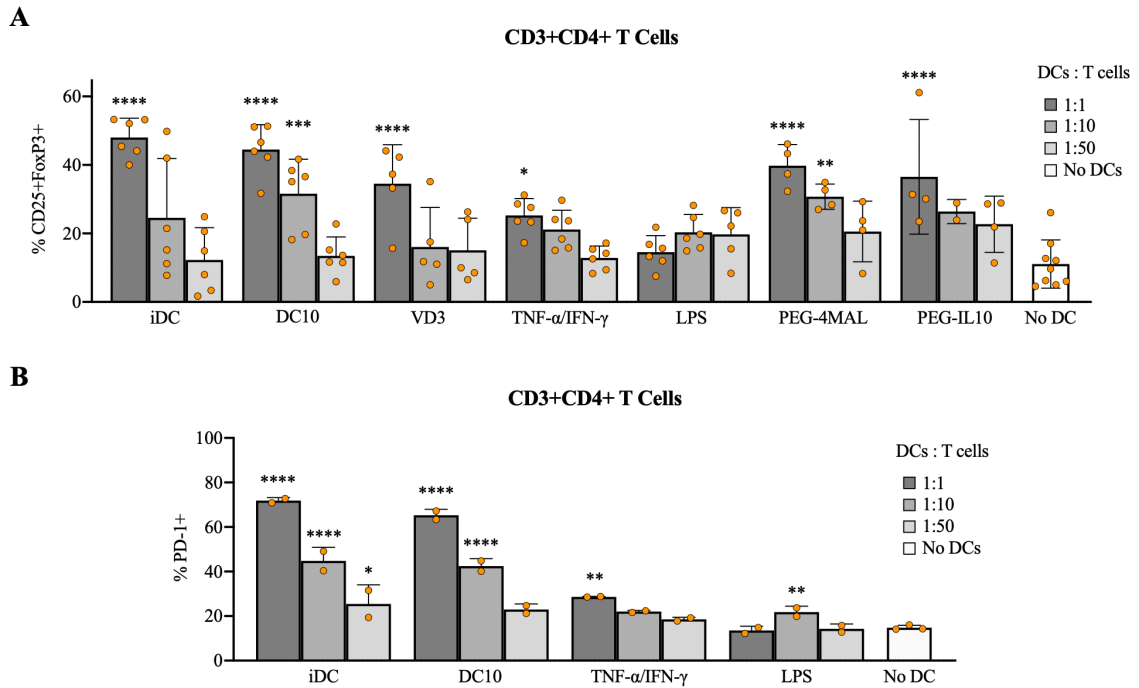 A
CD3+CD4+ T Cells
% CD25+FoxP3+
60
40
20
0
**** 
**** ***
****
*
**** **
****
DCs : T cells
1:1
1:10
1:50
No DCs
iDC DC10 VD3 TNF-α/IFN-γ LPS PEG-4MAL PEG-IL10 No DC
B
CD3+CD4+ T Cells
% PD-1+
100
80
60
40
20
0
**** **** *
**** ****
**
**
DCs : T cells
1:1
1:10
1:50
No DCs
iDC DC10 TNF-α/IFN-γ LPS No DC